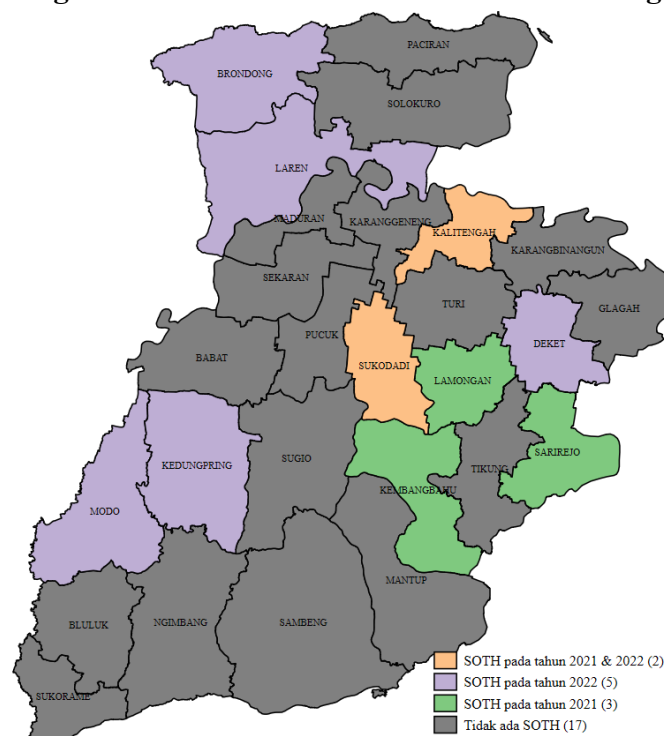 PACIRAN
BRONDONG
SOLOKURO
LAREN
MADURAN
KARANGGENENG
KALITENGAH
KARANGBINANGUN
SEKARAN
TURI
GLAGAH
PUCUK
BABAT
SUKODADI
DEKET
LAMONGAN
KEDUNGPRING
SUGIO
SARIREJO
TIKUNG
KEMBANGBAHU
MODO
MANTUP
BLULUK
NGIMBANG
SAMBENG
SUKORAME
SOTH pada tahun 2021 & 2022 (2)
SOTH pada tahun 2022 (5)
SOTH pada tahun 2021 (3)
Tidak ada SOTH (17)